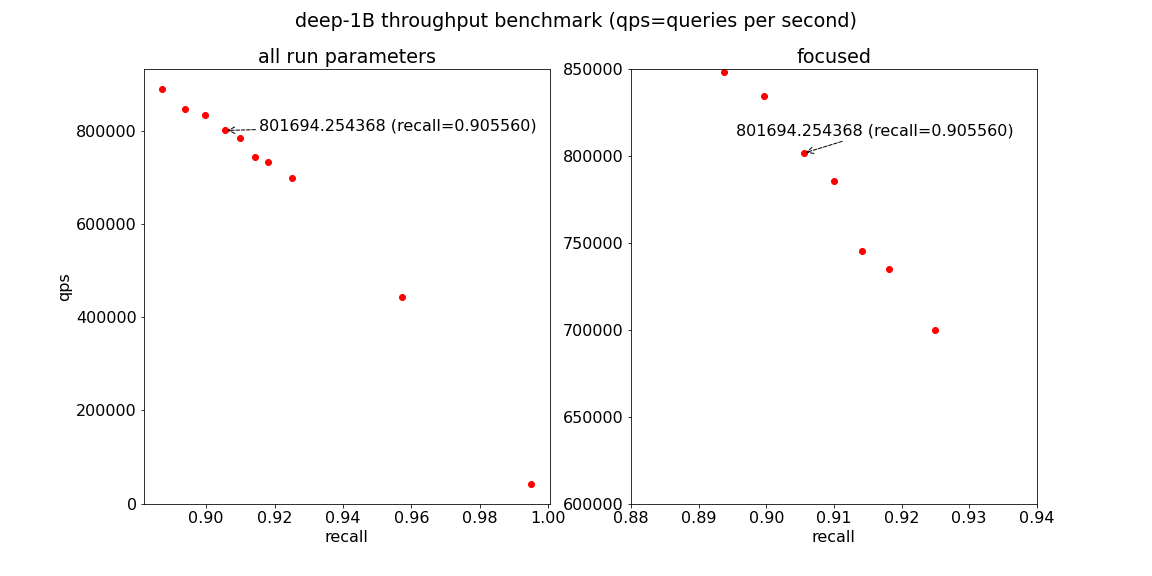 deep-1B throughput benchmark (qps=queries per second)
all run parameters
800000
600000
400000
200000
0
qps
801694.254368 (recall=0.905560)
0.90 0.92 0.94 0.96 0.98 1.00
recall
focused
850000
800000
750000
700000
650000
600000
801694.254368 (recall=0.905560)
0.88 0.89 0.90 0.91 0.92 0.93 0.94
recall